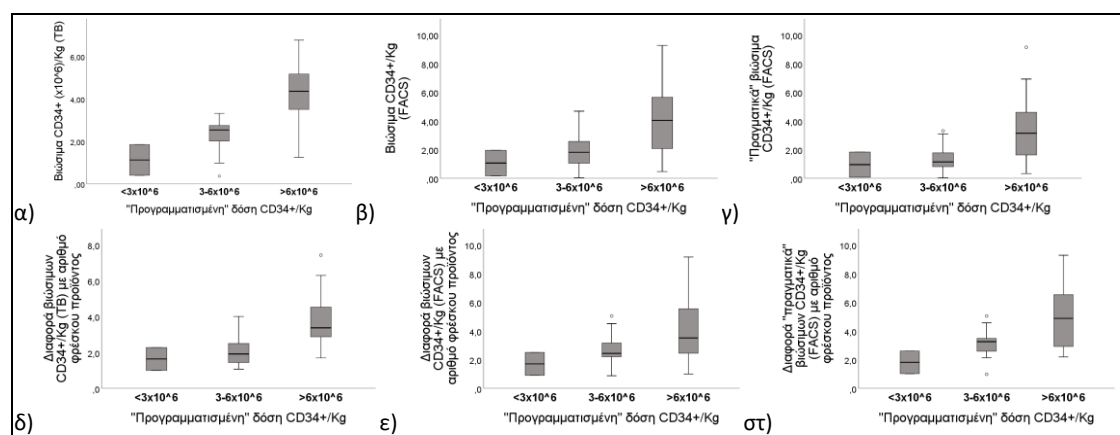 α)
Βιώσιμα CD34+ (x10^6)/Kg (TB)
6,00
4,00
2,00
,00
<3x10^6 3-6x10^6 >6x10^6
"Προγραμματισμένη" δόση CD34+/Kg
β)
Βιώσιμα CD34+/Kg
(FACS)
10,00
8,00
6,00
4,00
2,00
,00
<3x10^6 3-6x10^6 >6x10^6
"Προγραμματισμένη" δόση CD34+/Kg
γ)
"Πραγματικά" βιώσιμα
CD34+/Kg (FACS)
10,00
8,00
6,00
4,00
2,00
,00
<3x10^6 3-6x10^6 >6x10^6
"Προγραμματισμένη" δόση CD34+/Kg
δ)
Διαφορά βιώσιμων
CD34+/Kg (TB) με αριθμό
φρέσκου προϊόντος
8,0
6,0
4,0
2,0
,0
<3x10^6 3-6x10^6 >6x10^6
"Προγραμματισμένη" δόση CD34+/Kg
ε)
Διαφορά βιώσιμων
CD34+/Kg (FACS) με
αριθμό φρέσκου προϊόντος
10,0
8,0
6,0
4,0
2,0
,0
<3x10^6 3-6x10^6 >6x10^6
"Προγραμματισμένη" δόση CD34+/Kg
στ)
Διαφορά "πραγματικά"
βιώσιμων CD34+/Kg
(FACS) με αριθμό
φρέσκου προϊόντος
10,0
8,0
6,0
4,0
2,0
,0
<3x10^6 3-6x10^6 >6x10^6
"Προγραμματισμένη" δόση CD34+/Kg